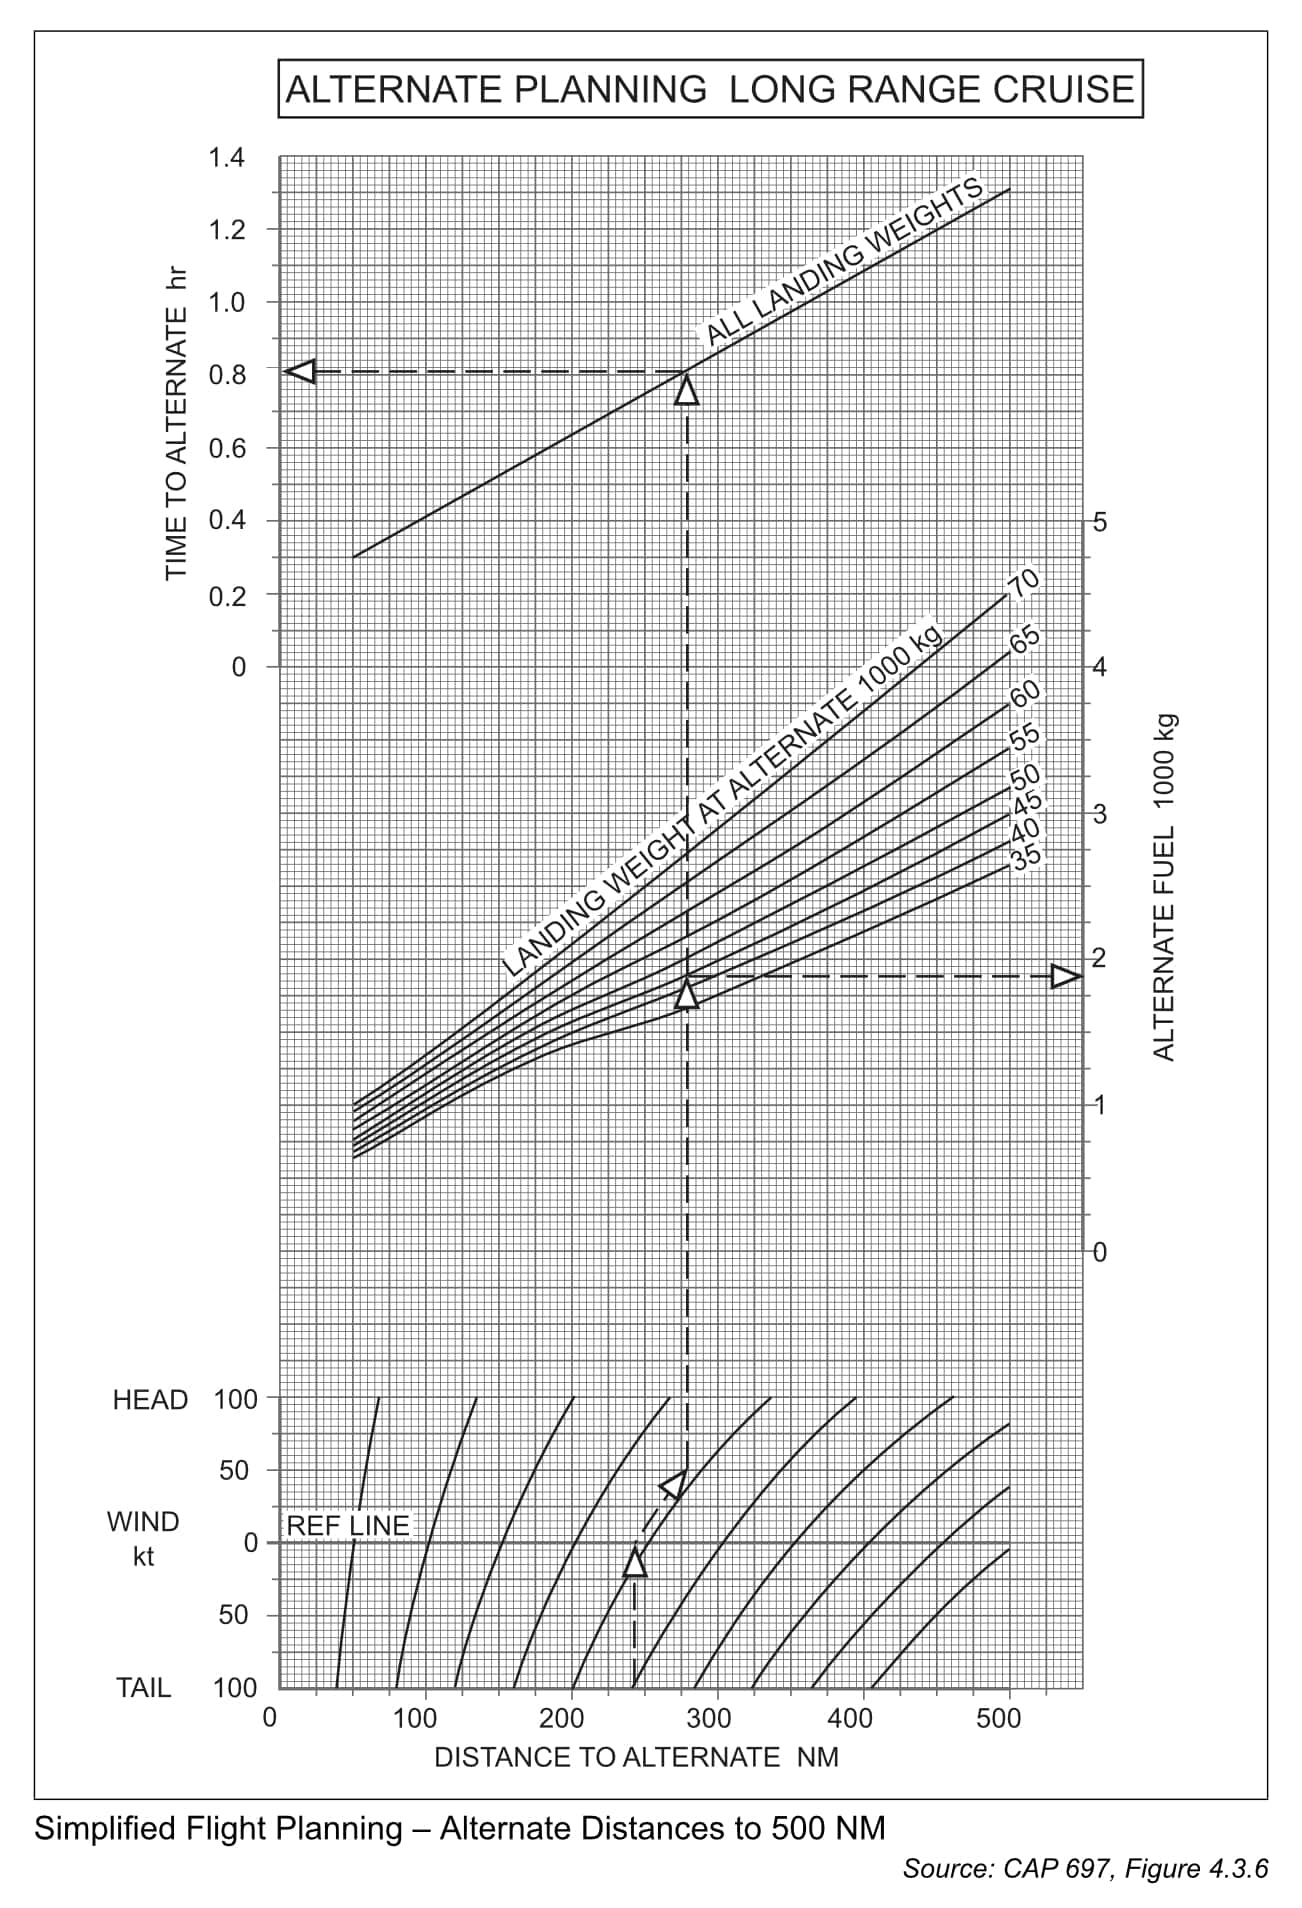 ALTERNATE PLANNING LONG RANGE CRUISE
1.4
1.2
1.0
0.8
0.6
0.4
0.2
0
TIME TO ALTERNATE hr
ALL LANDING WEIGHTS
LANDING WEIGHT AT ALTERNATE 1000 kg
70
65
60
55
50
45
40
35
5
4
3
2
1
0
ALTERNATE FUEL 1000 kg
HEAD 100
50
WIND
kt
0
REF LINE
50
TAIL 100
0 100 200 300 400 500
DISTANCE TO ALTERNATE NM
Simplified Flight Planning – Alternate Distances to 500 NM
Source: CAP 697, Figure 4.3.6